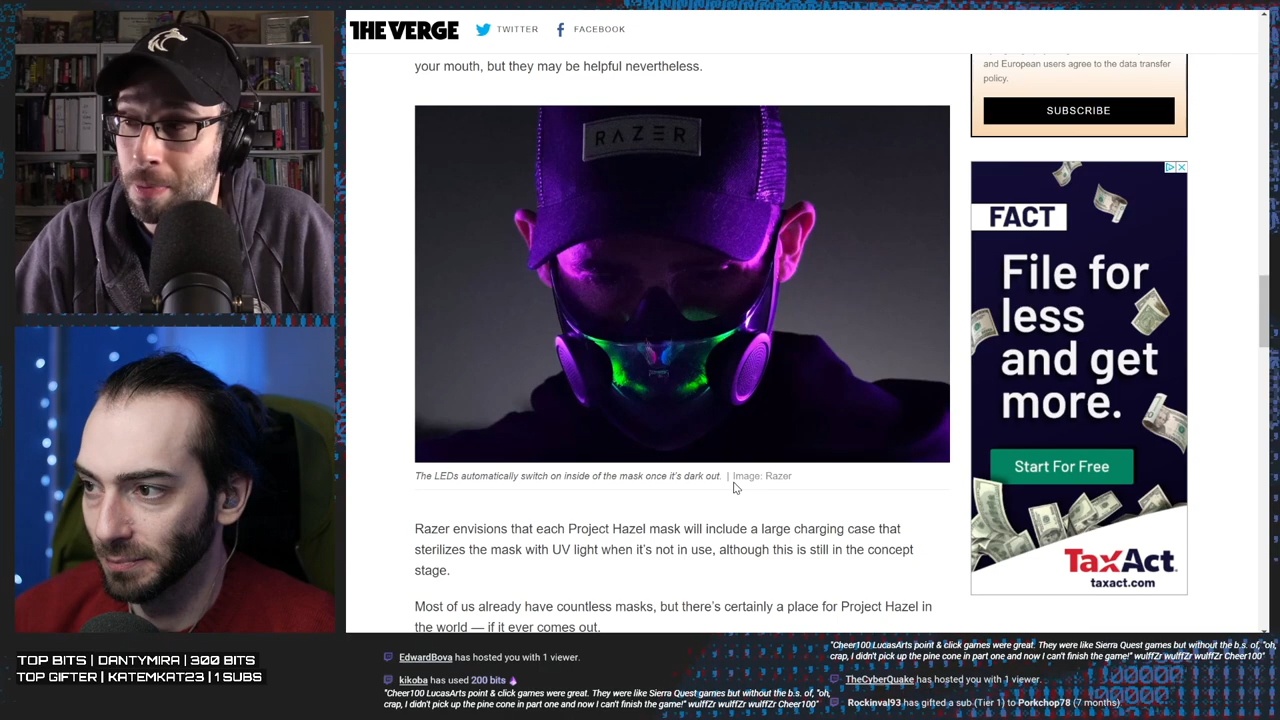 THE VERGE
TWITTER
FACEBOOK
your mouth, but they may be helpful nevertheless.
and European users agree to the data transfer
policy.
SUBSCRIBE
RAZER
The LEDs automatically switch on inside of the mask once it's dark out. | Image: Razer
FACT
File for
less
and get
more.
Start For Free
TaxAct.
taxact.com
Razer envisions that each Project Hazel mask will include a large charging case that
sterilizes the mask with UV light when it's not in use, although this is still in the concept
stage.
Most of us already have countless masks, but there's certainly a place for Project Hazel in
the world — if it ever comes out.
TOP BITS | DANTYMIRA | 300 BITS
TOP GIFTER | KATEMKAT23 | 1 SUBS
EdwardBova has hosted you with 1 viewer.
kikoba has used 200 bits
"Cheer100 LucasArts point & click games were great. They were like Sierra Quest games but without the b.s. of, "oh,
crap, I didn't pick up the pine cone in part one and now I can't finish the game!" wulffZr wulffZr wulffZr Cheer100"
"Cheer100 LucasArts point & click games were great. They were like Sierra Quest games but without the b.s. of, "oh,
crap, I didn't pick up the pine cone in part one and now I can't finish the game!" wulffZr wulffZr wulffZr Cheer100"
TheCyberQuake has hosted you with 1 viewer.
Rockinval93 has gifted a sub (Tier 1) to Porkchop78 (7 months)